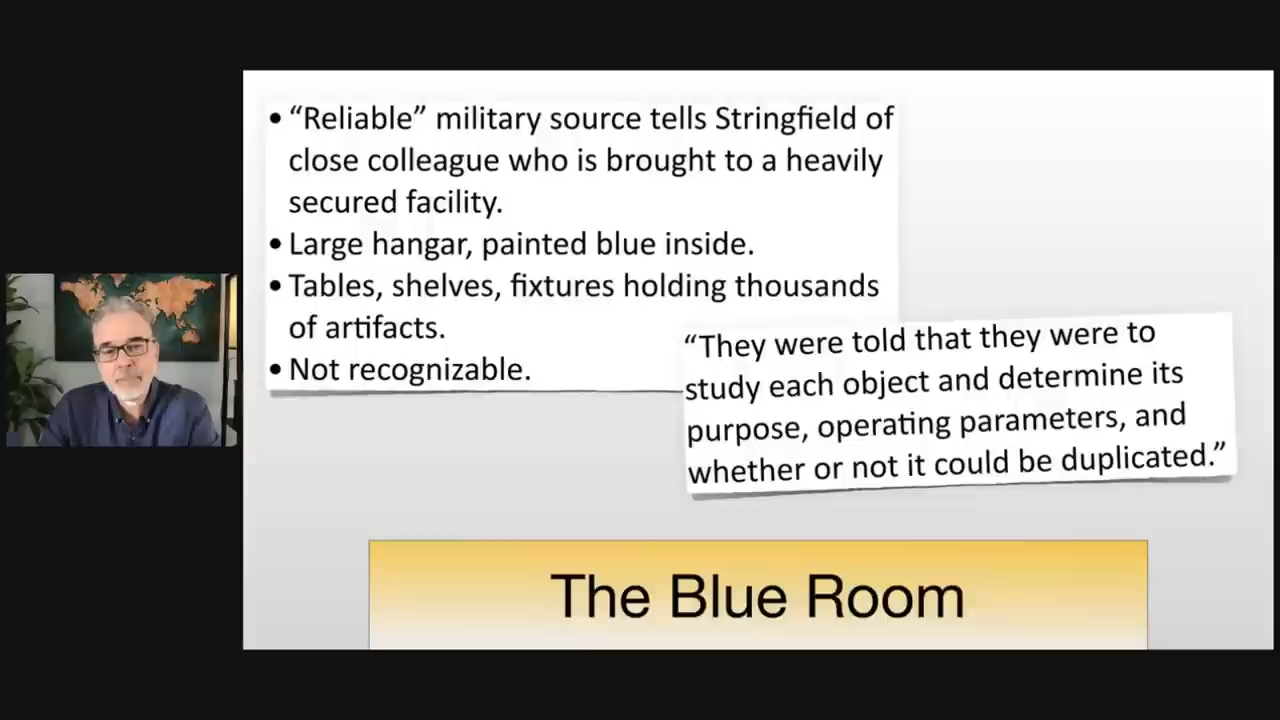 • “Reliable” military source tells Stringfield of
close colleague who is brought to a heavily
secured facility.
• Large hangar, painted blue inside.
• Tables, shelves, fixtures holding thousands
of artifacts.
• Not recognizable.
“They were told that they were to
study each object and determine its
purpose, operating parameters, and
whether or not it could be duplicated.”
The Blue Room